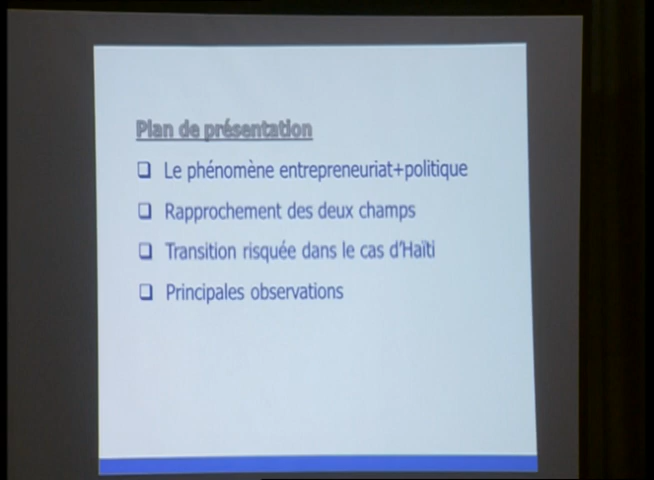 Plan de présentation
❑ Le phénomène entrepreneuriat+politique
❑ Rapprochement des deux champs
❑ Transition risquée dans le cas d'Haïti
❑ Principales observations